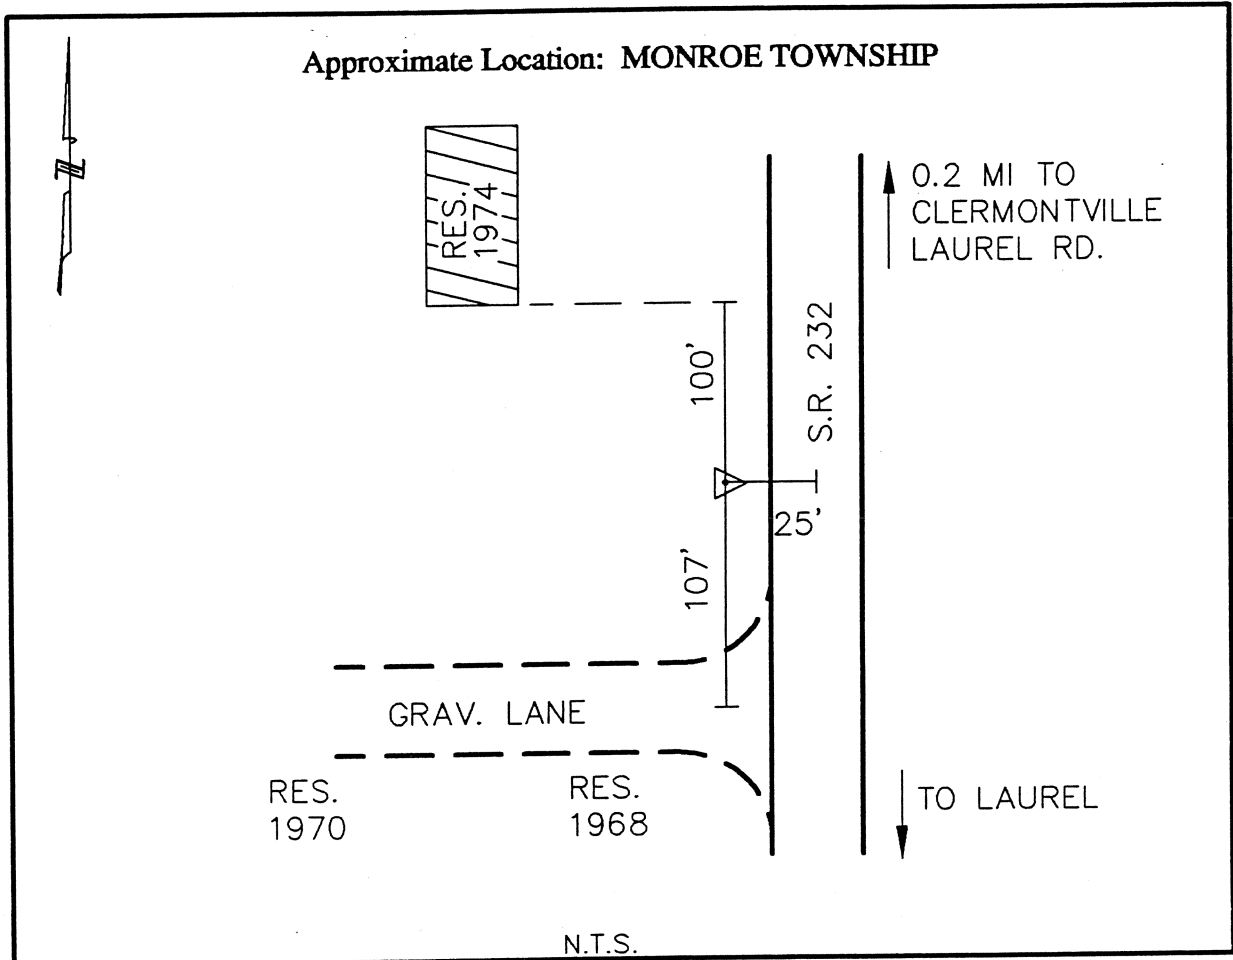 Approximate Location: MONROE TOWNSHIP
N
RES.
1974
0.2 MI TO
CLERMONTVILLE
LAUREL RD.
S.R. 232
100'
25'
107'
GRAV. LANE
RES.
1970
RES.
1968
TO LAUREL
N.T.S.